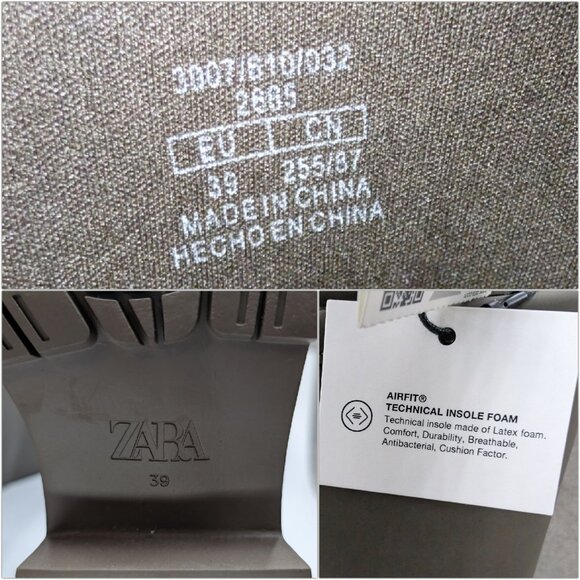 3007/610/032
2665
EU CN
39 255/87
MADE IN CHINA
HECHO EN CHINA
ZARA
39
AIRFIT®
TECHNICAL INSOLE FOAM
Technical insole made of Latex foam.
Comfort, Durability, Breathable,
Antibacterial, Cushion Factor.